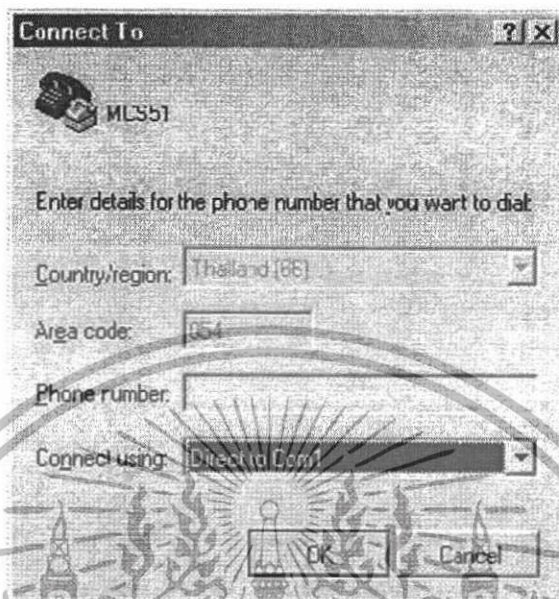 Connect To
MCS51
Enter details for the phone number that you want to dial:
Country/region: Thailand (66)
Area code: 054
Phone number:
Connect using: Direct to Com1
OK
Cancel